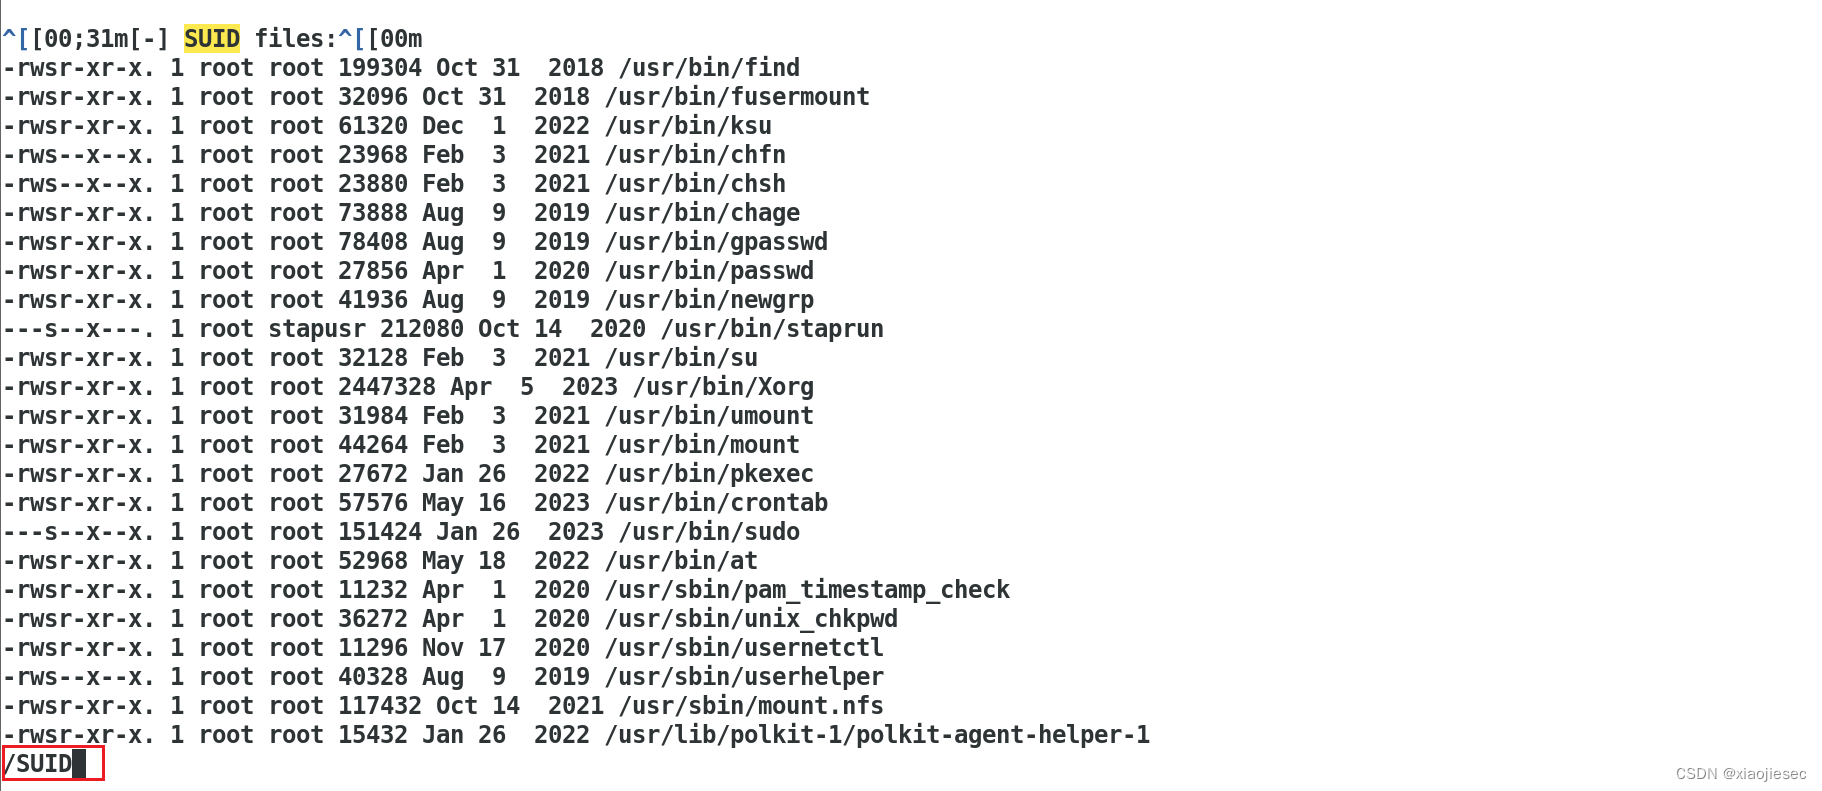 ^[[00;31m[-] SUID files:^[[00m
-rwsr-xr-x. 1 root root 199304 Oct 31  2018 /usr/bin/find
-rwsr-xr-x. 1 root root 32096 Oct 31  2018 /usr/bin/fusermount
-rwsr-xr-x. 1 root root 61320 Dec  1  2022 /usr/bin/ksu
-rws--x--x. 1 root root 23968 Feb  3  2021 /usr/bin/chfn
-rws--x--x. 1 root root 23880 Feb  3  2021 /usr/bin/chsh
-rwsr-xr-x. 1 root root 73888 Aug  9  2019 /usr/bin/chage
-rwsr-xr-x. 1 root root 78408 Aug  9  2019 /usr/bin/gpasswd
-rwsr-xr-x. 1 root root 27856 Apr  1  2020 /usr/bin/passwd
-rwsr-xr-x. 1 root root 41936 Aug  9  2019 /usr/bin/newgrp
---s--x---. 1 root stapusr 212080 Oct 14  2020 /usr/bin/staprun
-rwsr-xr-x. 1 root root 32128 Feb  3  2021 /usr/bin/su
-rwsr-xr-x. 1 root root 2447328 Apr  5  2023 /usr/bin/Xorg
-rwsr-xr-x. 1 root root 31984 Feb  3  2021 /usr/bin/umount
-rwsr-xr-x. 1 root root 44264 Feb  3  2021 /usr/bin/mount
-rwsr-xr-x. 1 root root 27672 Jan 26  2022 /usr/bin/pkexec
-rwsr-xr-x. 1 root root 57576 May 16  2023 /usr/bin/crontab
---s--x--x. 1 root root 151424 Jan 26  2023 /usr/bin/sudo
-rwsr-xr-x. 1 root root 52968 May 18  2022 /usr/bin/at
-rwsr-xr-x. 1 root root 11232 Apr  1  2020 /usr/sbin/pam_timestamp_check
-rwsr-xr-x. 1 root root 36272 Apr  1  2020 /usr/sbin/unix_chkpwd
-rwsr-xr-x. 1 root root 11296 Nov 17  2020 /usr/sbin/usernetctl
-rws--x--x. 1 root root 40328 Aug  9  2019 /usr/sbin/userhelper
-rwsr-xr-x. 1 root root 117432 Oct 14  2021 /usr/sbin/mount.nfs
-rwsr-xr-x. 1 root root 15432 Jan 26  2022 /usr/lib/polkit-1/polkit-agent-helper-1
/SUID
CSDN @xiaojiesec